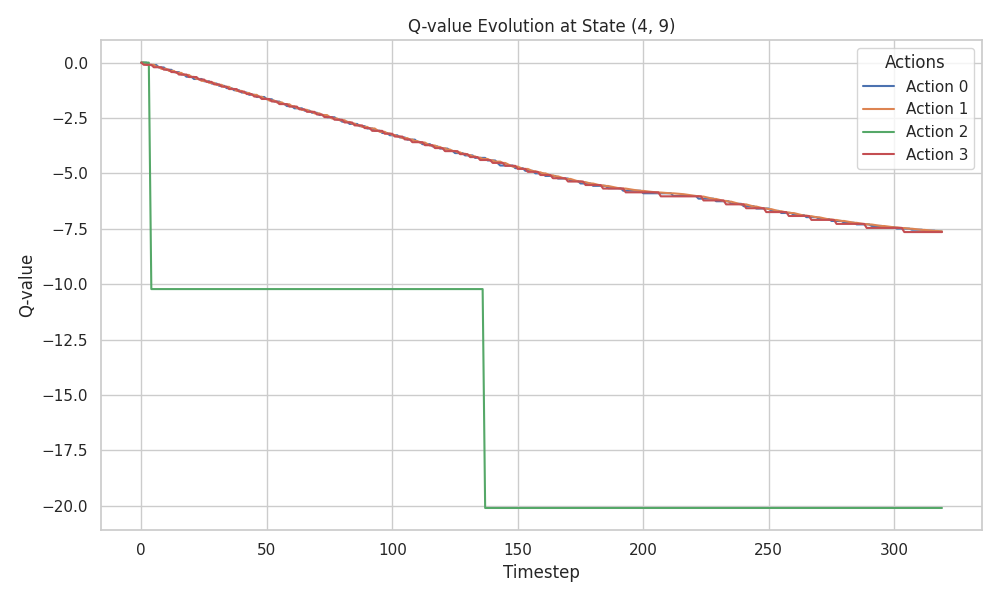 Q-value Evolution at State (4, 9)
Actions
Action 0
Action 1
Action 2
Action 3
Q-value
0.0
−2.5
−5.0
−7.5
−10.0
−12.5
−15.0
−17.5
−20.0
0 50 100 150 200 250 300
Timestep